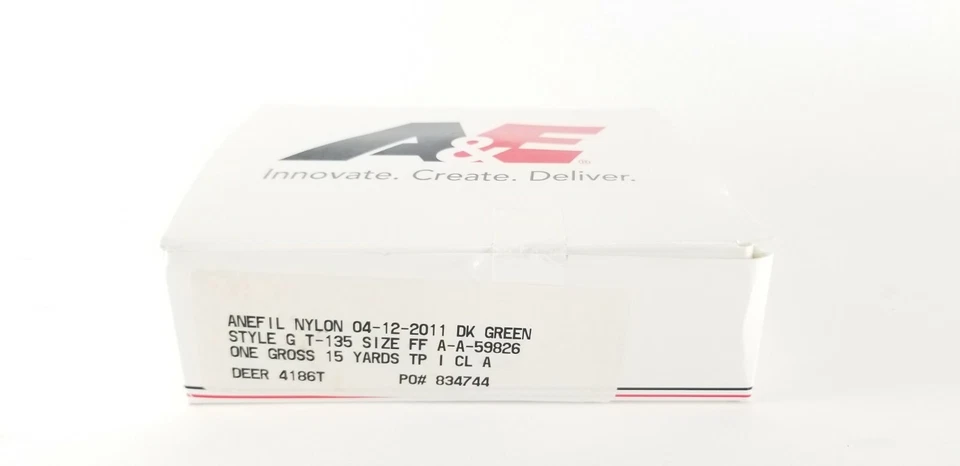 A&E®
Innovate. Create. Deliver.
ANEFIL NYLON 04-12-2011 DK GREEN
STYLE G T-135 SIZE FF A-A-59826
ONE GROSS 15 YARDS TP I CL A
DEER 4186T PO# 834744